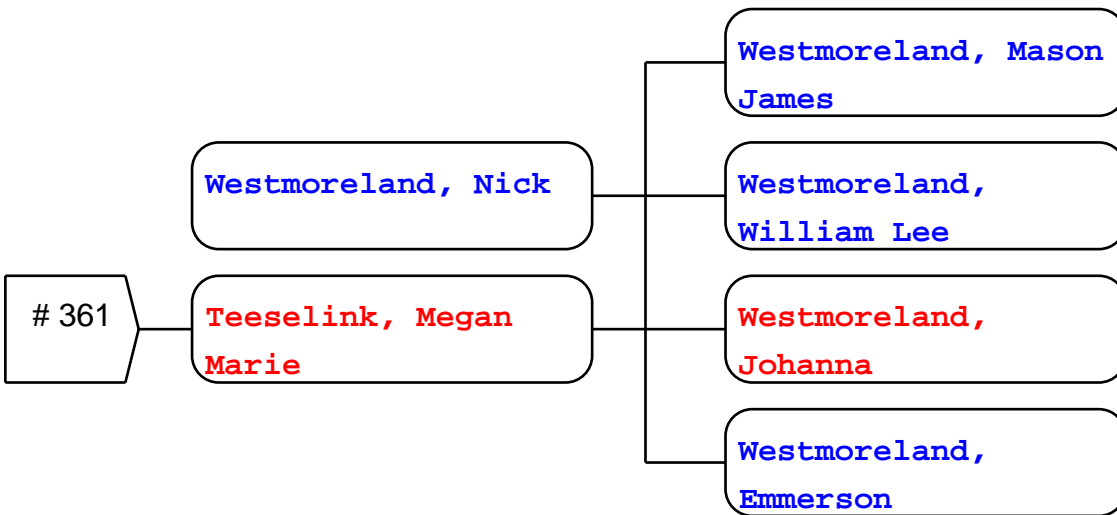 Westmoreland, Mason
James
Westmoreland, Nick
Westmoreland,
William Lee
# 361
Teeselink, Megan
Marie
Westmoreland,
Johanna
Westmoreland,
Emmerson